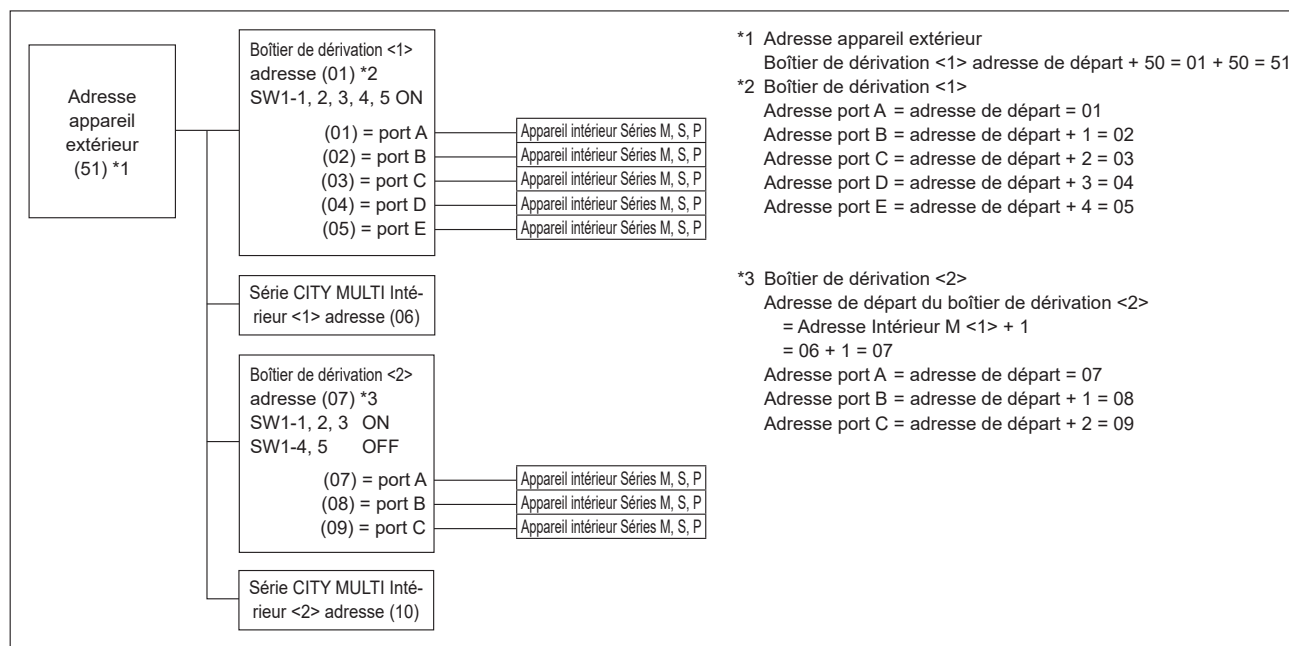 Adresse
appareil
extérieur
(51) *1
Boîtier de dérivation <1>
adresse (01) *2
SW1-1, 2, 3, 4, 5 ON
(01) = port A
(02) = port B
(03) = port C
(04) = port D
(05) = port E
Appareil intérieur Séries M, S, P
Appareil intérieur Séries M, S, P
Appareil intérieur Séries M, S, P
Appareil intérieur Séries M, S, P
Appareil intérieur Séries M, S, P
Série CITY MULTI Inté-
rieur <1> adresse (06)
Boîtier de dérivation <2>
adresse (07) *3
SW1-1, 2, 3 ON
SW1-4, 5 OFF
(07) = port A
(08) = port B
(09) = port C
Appareil intérieur Séries M, S, P
Appareil intérieur Séries M, S, P
Appareil intérieur Séries M, S, P
Série CITY MULTI Inté-
rieur <2> adresse (10)
*1 Adresse appareil extérieur
Boîtier de dérivation <1> adresse de départ + 50 = 01 + 50 = 51
*2 Boîtier de dérivation <1>
Adresse port A = adresse de départ = 01
Adresse port B = adresse de départ + 1 = 02
Adresse port C = adresse de départ + 2 = 03
Adresse port D = adresse de départ + 3 = 04
Adresse port E = adresse de départ + 4 = 05
*3 Boîtier de dérivation <2>
Adresse de départ du boîtier de dérivation <2>
= Adresse Intérieur M <1> + 1
= 06 + 1 = 07
Adresse port A = adresse de départ = 07
Adresse port B = adresse de départ + 1 = 08
Adresse port C = adresse de départ + 2 = 09